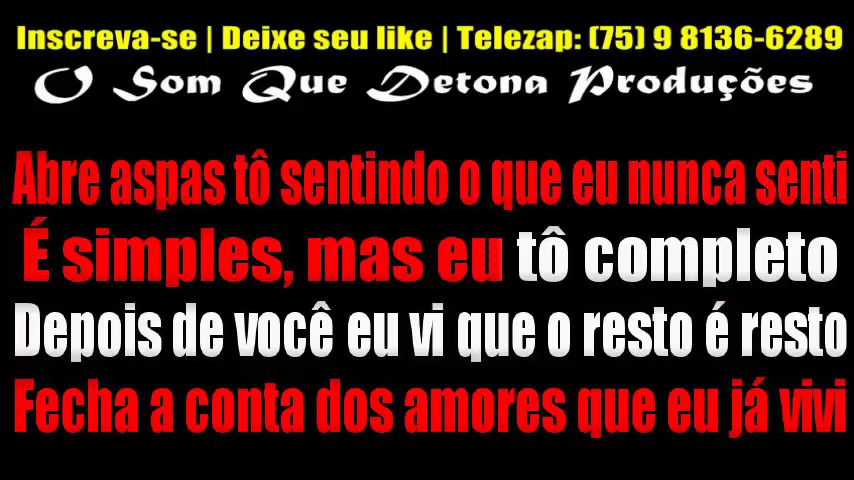 Inscreva-se | Deixe seu like | Telezap: (75) 9 8136-6289
O Som Que Detona Produções
Abre aspas tô sentindo o que eu nunca senti
É simples, mas eu tô completo
Depois de você eu vi que o resto é resto
Fecha a conta dos amores que eu já vivi